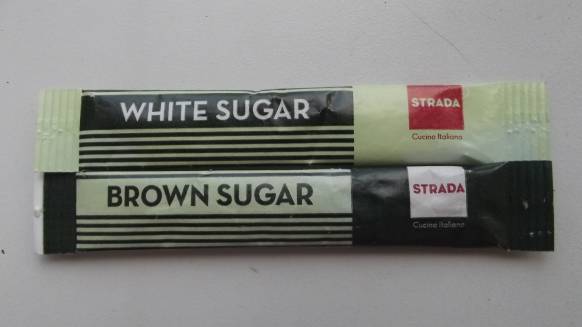 WHITE SUGAR
STRADA
Cucina Italiana
BROWN SUGAR
STRADA
Cucina Italiana